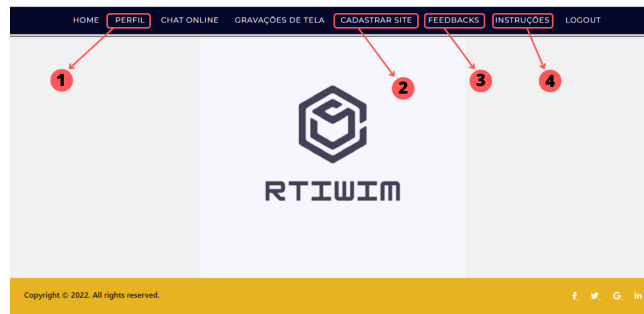 HOME PERFIL CHAT ONLINE GRAVAÇÕES DE TELA CADASTRAR SITE FEEDBACKS INSTRUÇÕES LOGOUT
1 2 3 4
RTIWIM
Copyright © 2022. All rights reserved.